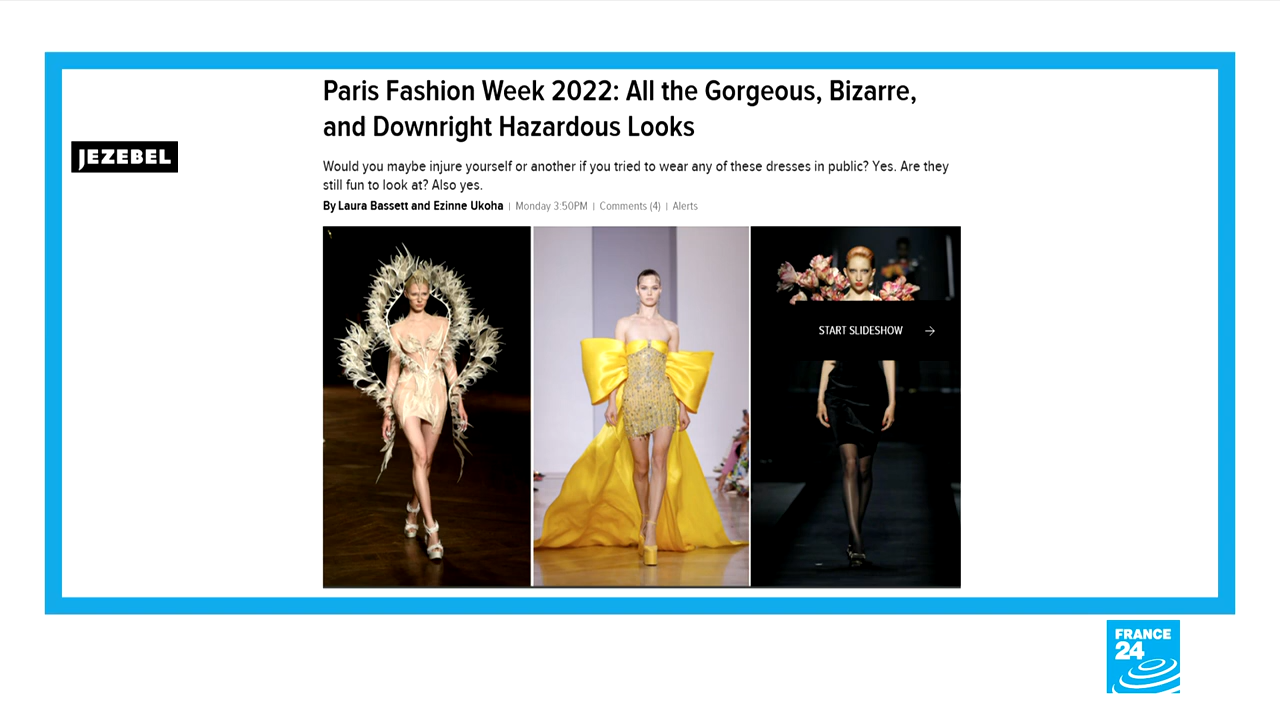 Paris Fashion Week 2022: All the Gorgeous, Bizarre,
and Downright Hazardous Looks
JEZEBEL
Would you maybe injure yourself or another if you tried to wear any of these dresses in public? Yes. Are they
still fun to look at? Also yes.
By Laura Bassett and Ezinne Ukoha | Monday 3:50PM | Comments (4) | Alerts
START SLIDESHOW →
FRANCE
24